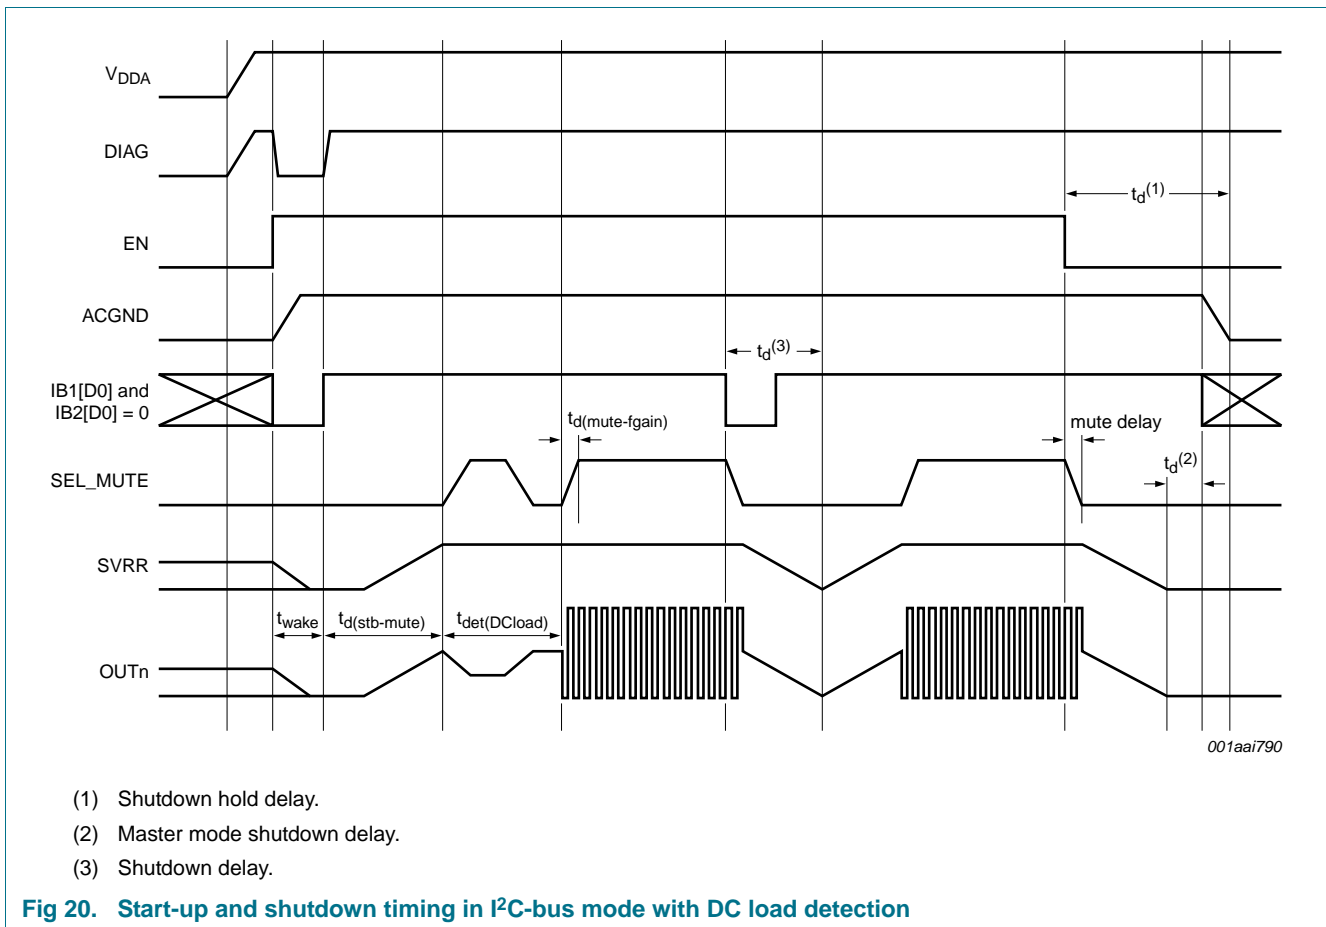 VDDA
DIAG
td(1)
EN
ACGND
td(3)
IB1[D0] and
IB2[D0] = 0
td(mute-fgain)
mute delay
td(2)
SEL_MUTE
SVRR
twake
td(stb-mute)
tdet(DCload)
OUTn
001aai790
(1) Shutdown hold delay.
(2) Master mode shutdown delay.
(3) Shutdown delay.
Fig 20. Start-up and shutdown timing in I2C-bus mode with DC load detection